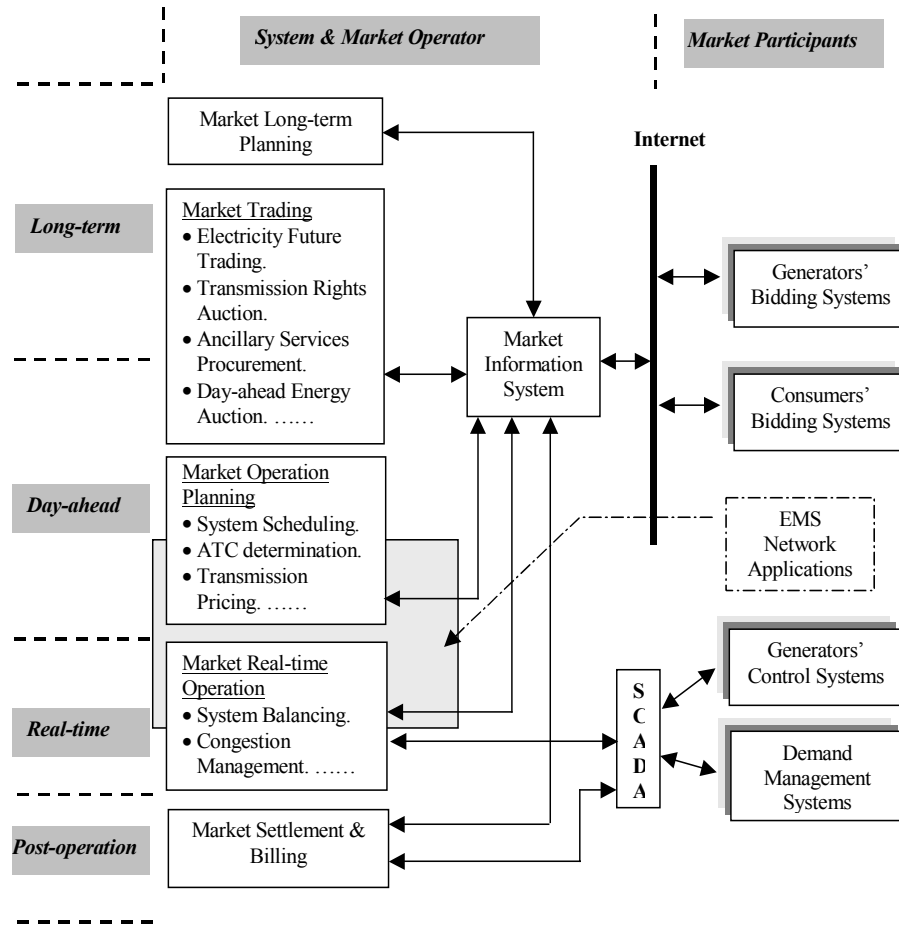 System & Market Operator
Market Participants
Market Long-term
Planning
Internet
Long-term
Market Trading
• Electricity Future
Trading.
• Transmission Rights
Auction.
• Ancillary Services
Procurement.
• Day-ahead Energy
Auction. ……
Market
Information
System
Generators’
Bidding Systems
Consumers’
Bidding Systems
Day-ahead
Market Operation
Planning
• System Scheduling.
• ATC determination.
• Transmission
Pricing. ……
EMS
Network
Applications
Real-time
Market Real-time
Operation
• System Balancing.
• Congestion
Management. ……
S
C
A
D
A
Generators’
Control Systems
Demand
Management
Systems
Post-operation
Market Settlement &
Billing